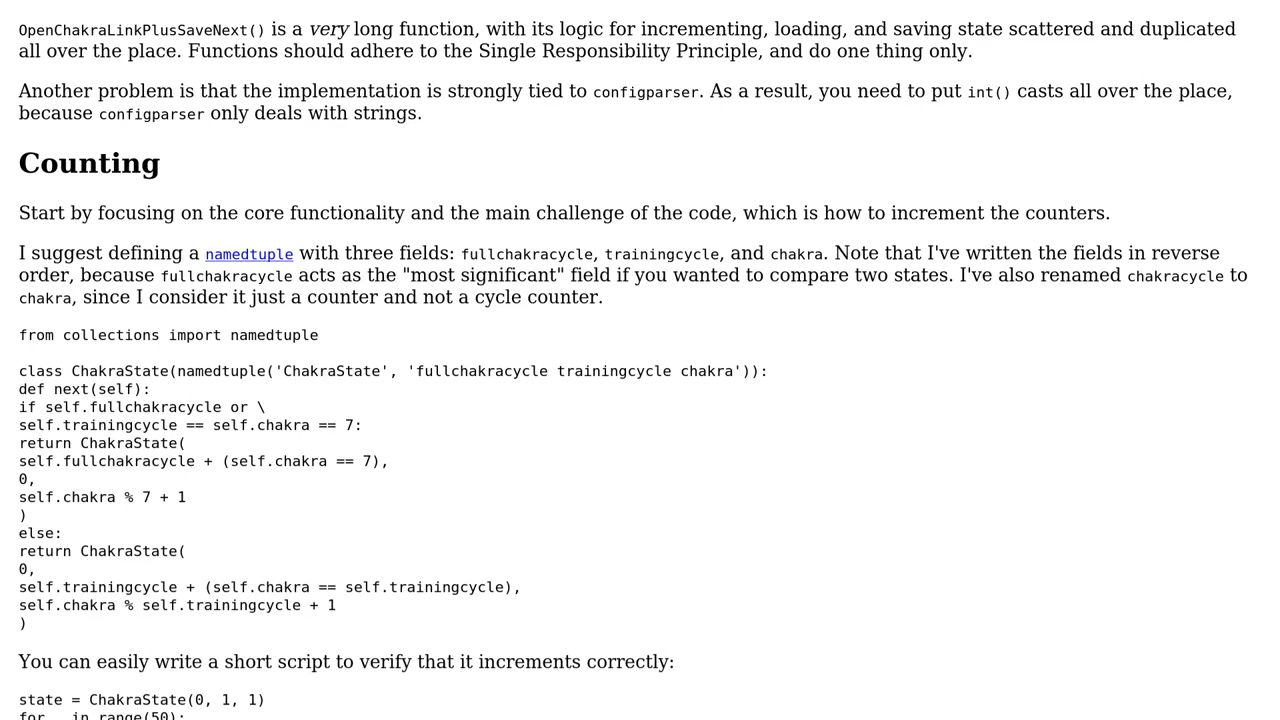 OpenChakraLinkPlusSaveNext() is a very long function, with its logic for incrementing, loading, and saving state scattered and duplicated
all over the place. Functions should adhere to the Single Responsibility Principle, and do one thing only.
Another problem is that the implementation is strongly tied to configparser. As a result, you need to put int() casts all over the place,
because configparser only deals with strings.
Counting
Start by focusing on the core functionality and the main challenge of the code, which is how to increment the counters.
I suggest defining a namedtuple with three fields: fullchakracycle, trainingcycle, and chakra. Note that I've written the fields in reverse
order, because fullchakracycle acts as the "most significant" field if you wanted to compare two states. I've also renamed chakracycle to
chakra, since I consider it just a counter and not a cycle counter.
from collections import namedtuple
class ChakraState(namedtuple('ChakraState', 'fullchakracycle trainingcycle chakra')):
def next(self):
if self.fullchakracycle or \
self.trainingcycle == self.chakra == 7:
return ChakraState(
self.fullchakracycle + (self.chakra == 7),
0,
self.chakra % 7 + 1
)
else:
return ChakraState(
0,
self.trainingcycle + (self.chakra == self.trainingcycle),
self.chakra % self.trainingcycle + 1
)
You can easily write a short script to verify that it increments correctly:
state = ChakraState(0, 1, 1)
for _ in range(50):